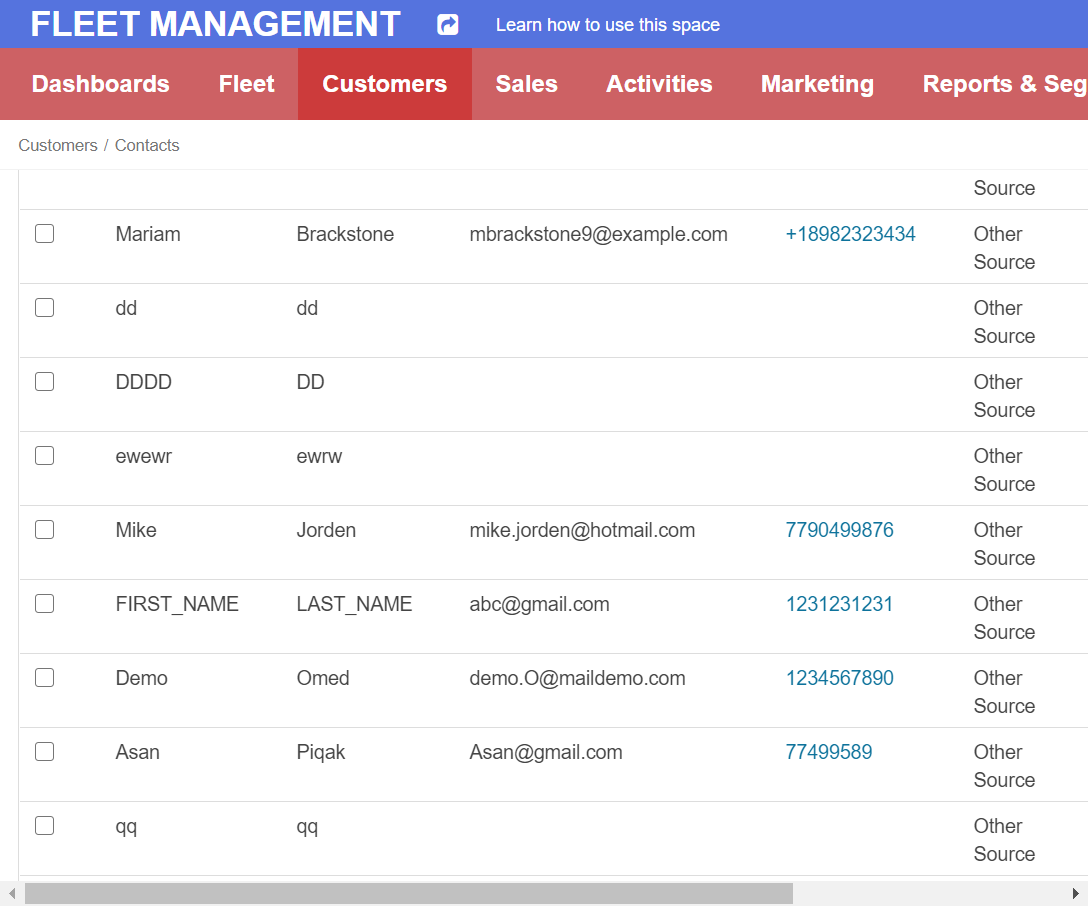 FLEET MANAGEMENT Learn how to use this space
Dashboards Fleet Customers Sales Activities Marketing Reports & Seg
Customers / Contacts
Source
Mariam Brackstone mbrackstone9@example.com +18982323434 Other
Source
dd dd Other
Source
DDDD DD Other
Source
ewewr ewrw Other
Source
Mike Jorden mike.jorden@hotmail.com 7790499876 Other
Source
FIRST_NAME LAST_NAME abc@gmail.com 1231231231 Other
Source
Demo Omed demo.O@maildemo.com 1234567890 Other
Source
Asan Piqak Asan@gmail.com 77499589 Other
Source
qq qq Other
Source